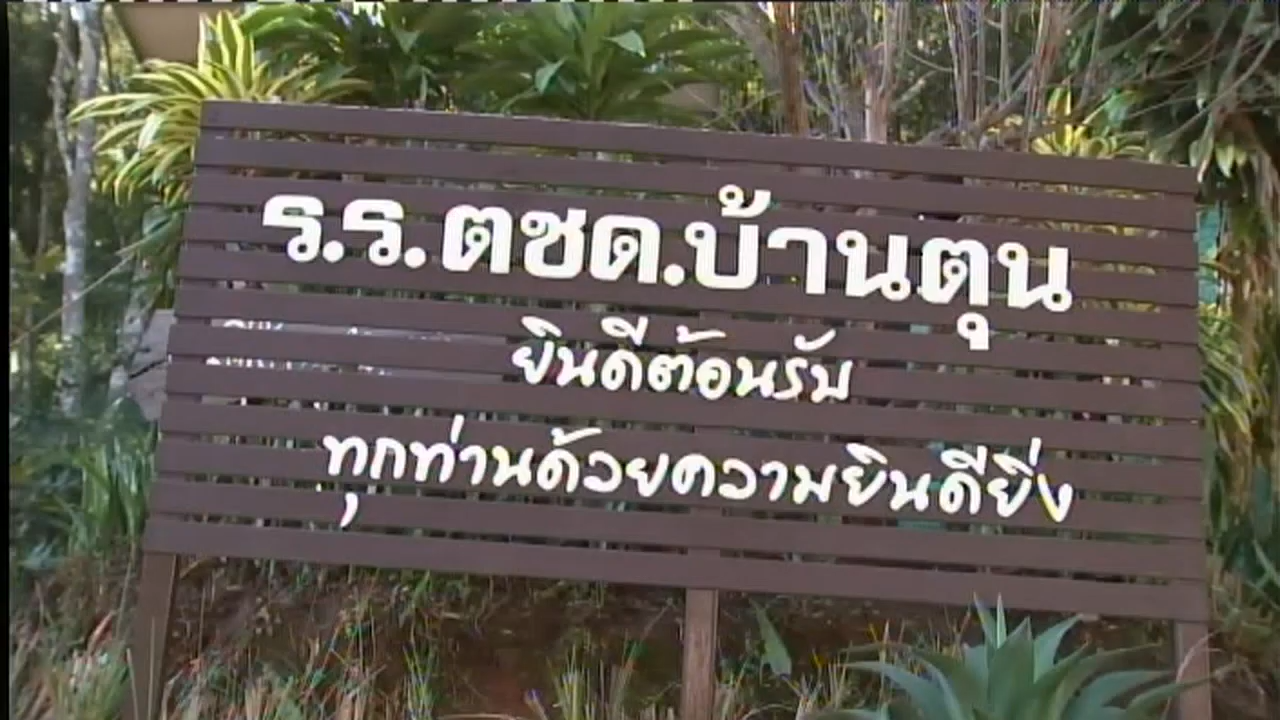 ร.ร.ตชด.บ้านตุน
ยินดีต้อนรับ
ทุกท่านด้วยความยินดียิ่ง